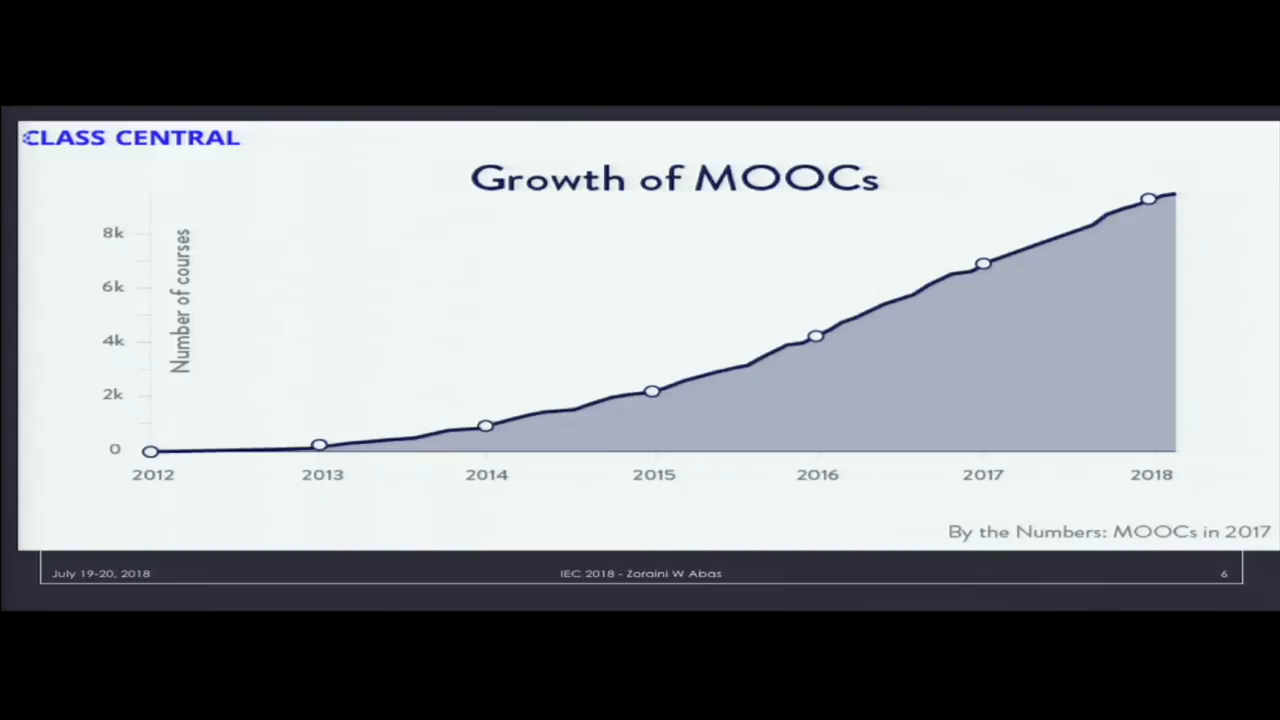 CLASS CENTRAL
Growth of MOOCs
Number of courses
8k
6k
4k
2k
0
2012 2013 2014 2015 2016 2017 2018
By the Numbers: MOOCs in 2017
July 19-20, 2018 IEC 2018 - Zoraini W Abas 6